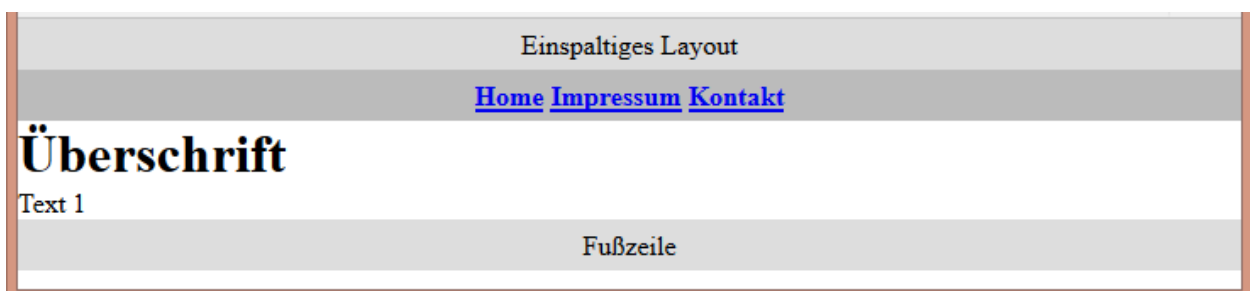 Einspaltiges Layout
Home Impressum Kontakt
Überschrift
Text 1
Fußzeile